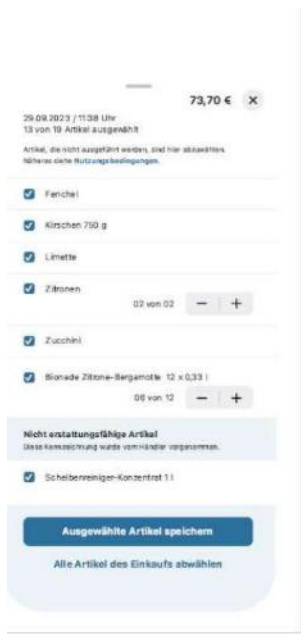 73,70 €
29.09.2023 / 11:38 Uhr
13 von 19 Artikel ausgewählt
Artikel, die nicht ausgeführt werden, sind hier abzuwählen.
Näheres siehe Nutzungsbedingungen.
Fenchel
Kirschen 750 g
Limette
Zitronen
02 von 02 − +
Zucchini
Bionade Zitrone-Bergamotte 12 x 0,33 l
06 von 12 − +
Nicht erstattungsfähige Artikel
Diese Kennzeichnung wurde vom Händler vorgenommen.
Scheibenreiniger-Konzentrat 1 l
Ausgewählte Artikel speichern
Alle Artikel des Einkaufs abwählen